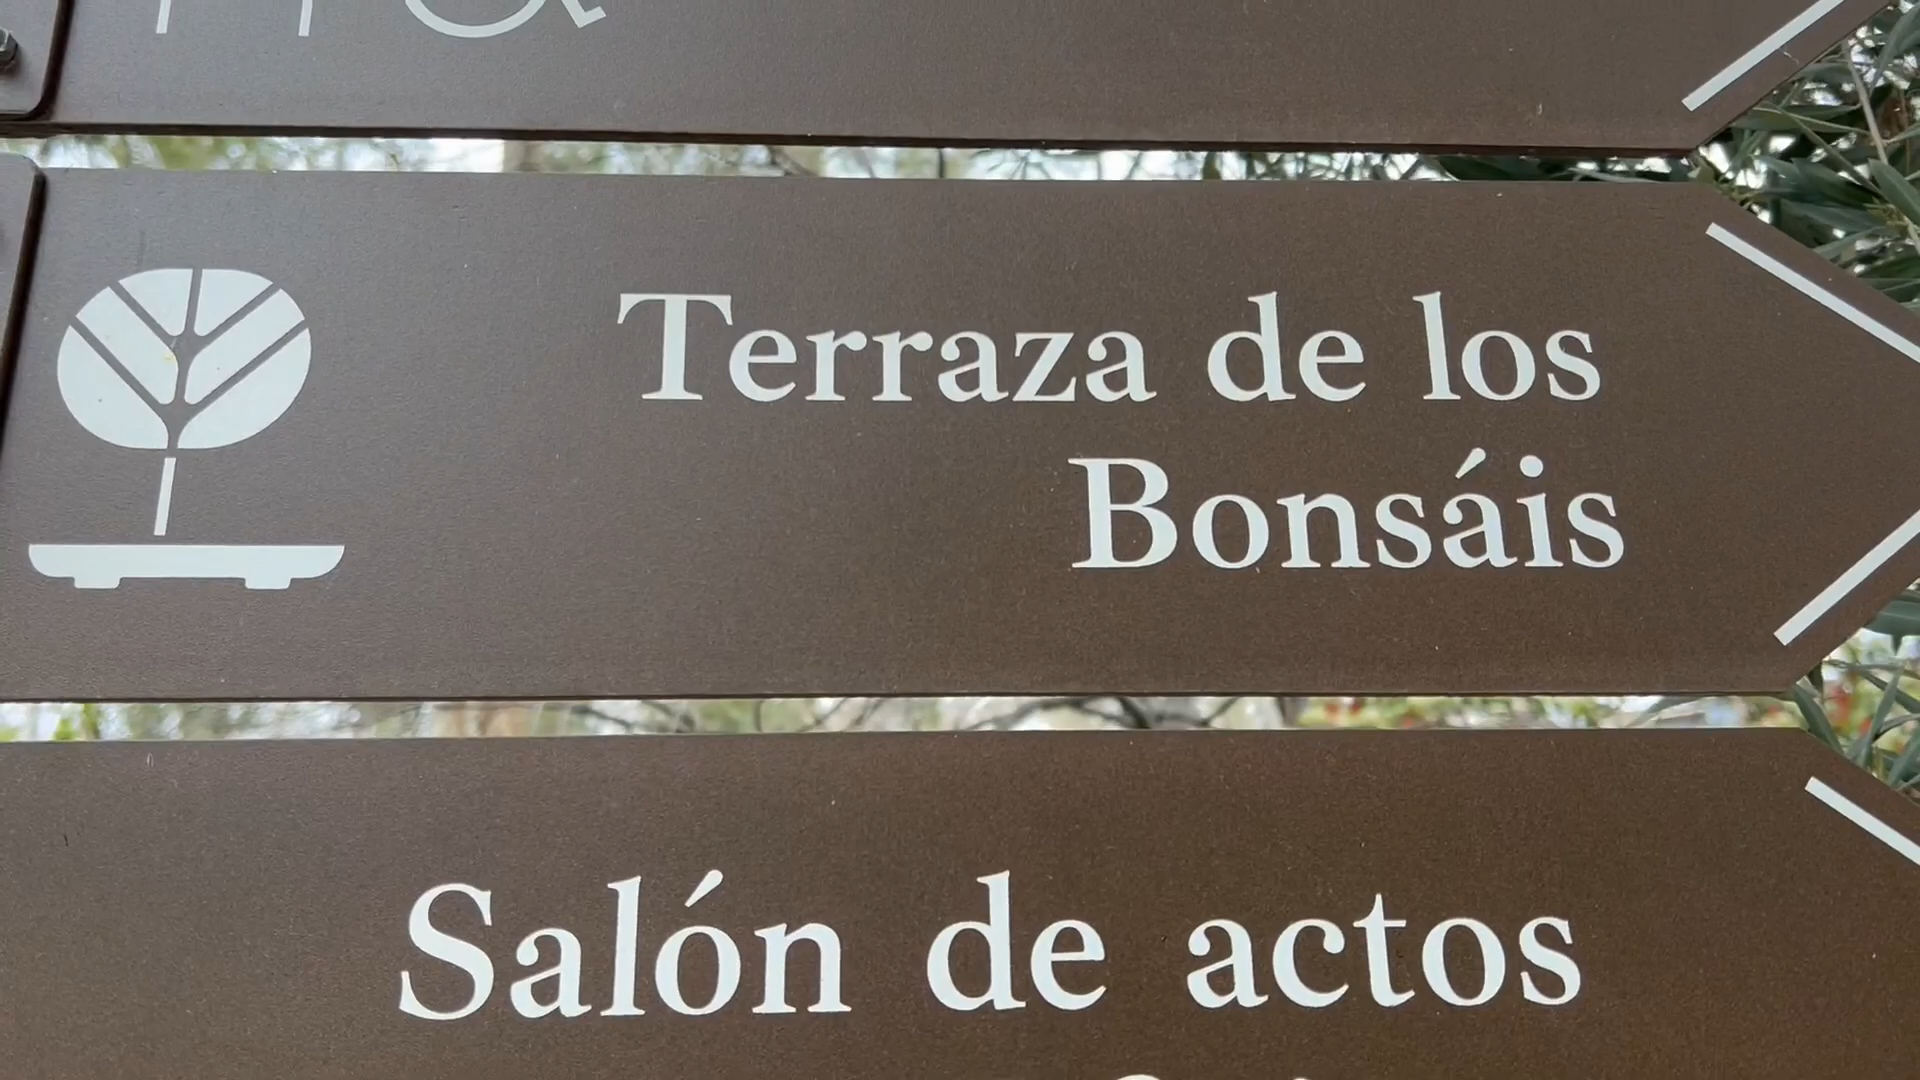 Terraza de los
Bonsáis
Salón de actos